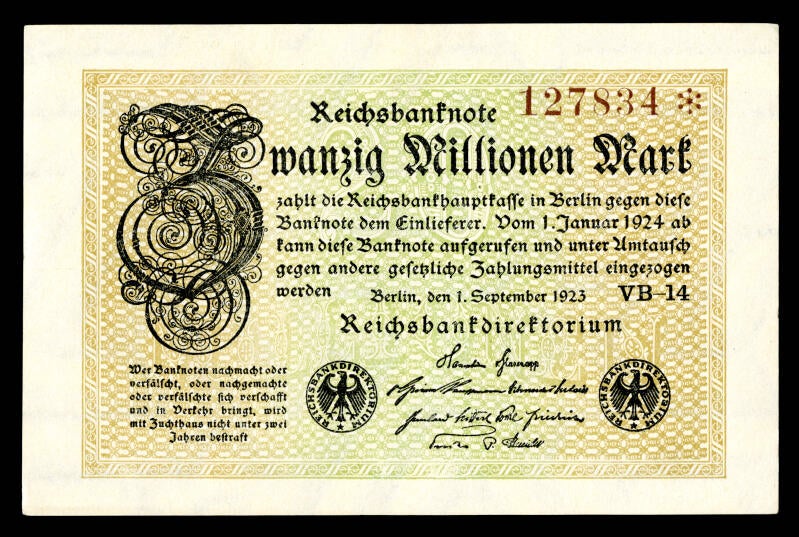 Reichsbanknote 127834 *
Zwanzig Millionen Mark
zahlt die Reichsbankhauptkasse in Berlin gegen diese
Banknote dem Einlieferer. Vom 1. Januar 1924 ab
kann diese Banknote aufgerufen und unter Umtausch
gegen andere gesetzliche Zahlungsmittel eingezogen
werden Berlin, den 1. September 1923 VB-14
Reichsbankdirektorium
Wer Banknoten nachmacht oder
verfälscht, oder nachgemachte
oder verfälschte sich verschafft
und in Verkehr bringt, wird
mit Zuchthaus nicht unter zwei
Jahren bestraft
REICHSBANKDIREKTORIUM
REICHSBANKDIREKTORIUM